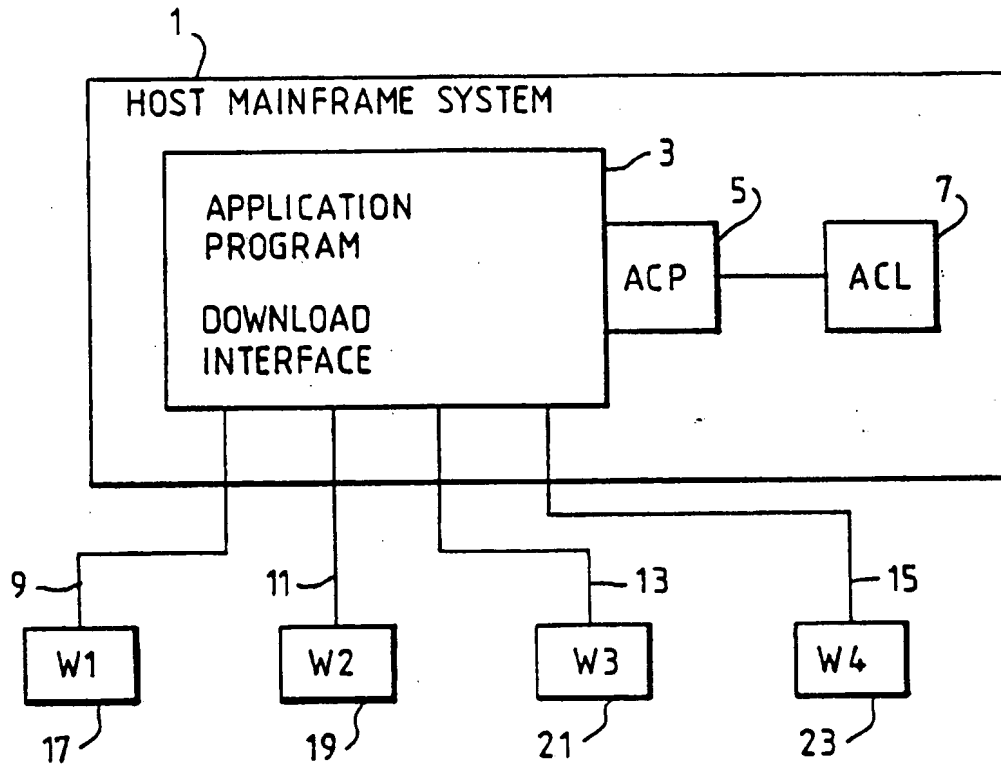 1
HOST MAINFRAME SYSTEM
3
APPLICATION
PROGRAM
DOWNLOAD
INTERFACE
5
ACP
7
ACL
9
11
13
15
W1
W2
W3
W4
17
19
21
23